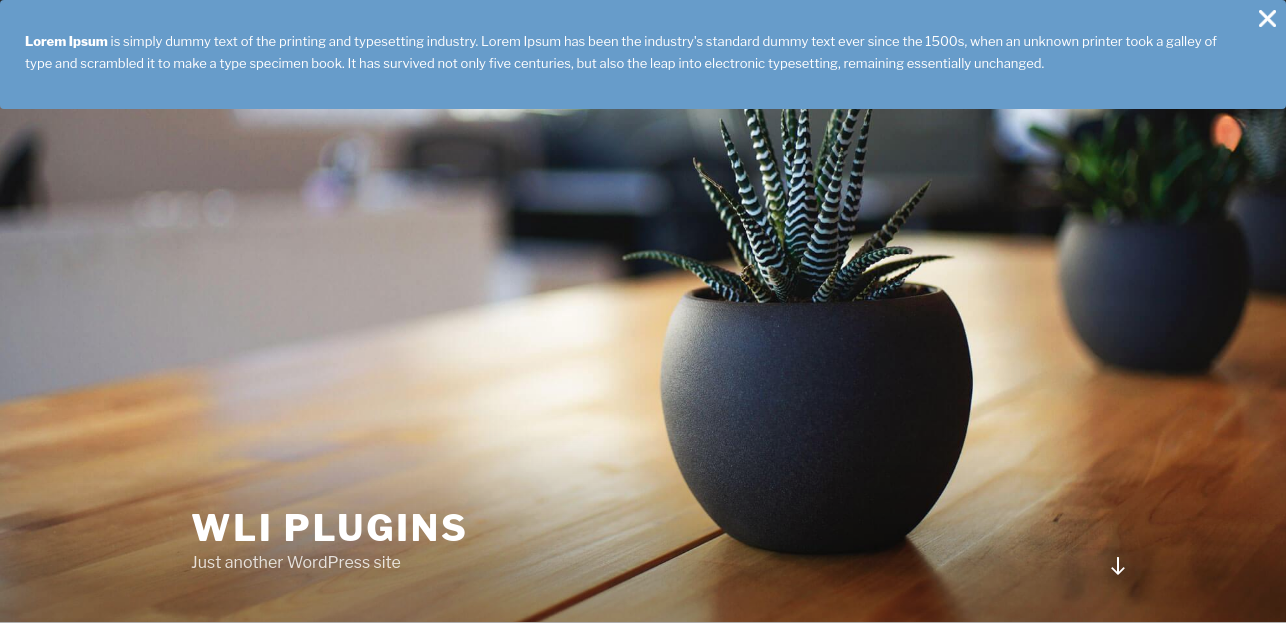 Lorem Ipsum is simply dummy text of the printing and typesetting industry. Lorem Ipsum has been the industry's standard dummy text ever since the 1500s, when an unknown printer took a galley of
type and scrambled it to make a type specimen book. It has survived not only five centuries, but also the leap into electronic typesetting, remaining essentially unchanged.
WLI PLUGINS
Just another WordPress site